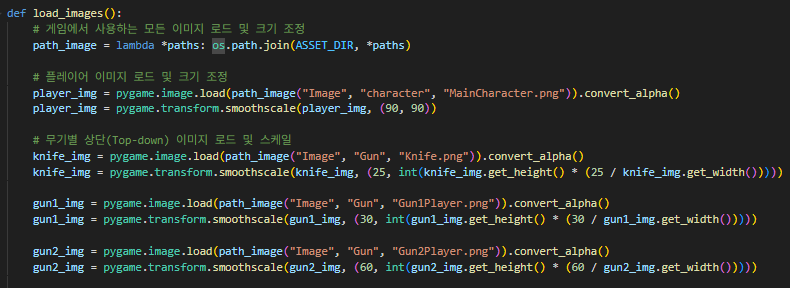 def load_images():
    # 게임에서 사용하는 모든 이미지 로드 및 크기 조정
    path_image = lambda *paths: os.path.join(ASSET_DIR, *paths)

    # 플레이어 이미지 로드 및 크기 조정
    player_img = pygame.image.load(path_image("Image", "character", "MainCharacter.png")).convert_alpha()
    player_img = pygame.transform.smoothscale(player_img, (90, 90))

    # 무기별 상단(Top-down) 이미지 로드 및 스케일
    knife_img = pygame.image.load(path_image("Image", "Gun", "Knife.png")).convert_alpha()
    knife_img = pygame.transform.smoothscale(knife_img, (25, int(knife_img.get_height() * (25 / knife_img.get_width()))))

    gun1_img = pygame.image.load(path_image("Image", "Gun", "Gun1Player.png")).convert_alpha()
    gun1_img = pygame.transform.smoothscale(gun1_img, (30, int(gun1_img.get_height() * (30 / gun1_img.get_width()))))

    gun2_img = pygame.image.load(path_image("Image", "Gun", "Gun2Player.png")).convert_alpha()
    gun2_img = pygame.transform.smoothscale(gun2_img, (60, int(gun2_img.get_height() * (60 / gun2_img.get_width()))))